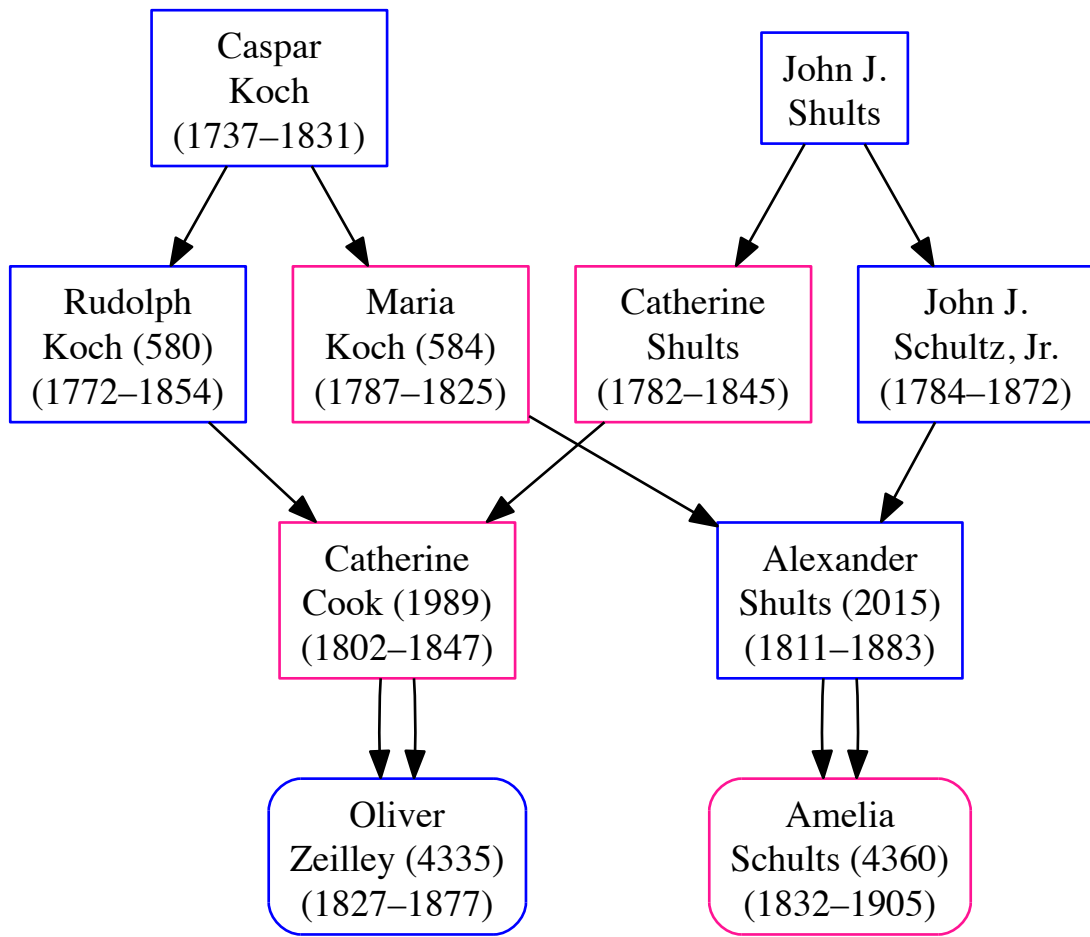 Caspar
Koch
(1737–1831)
John J.
Shults
Rudolph
Koch (580)
(1772–1854)
Maria
Koch (584)
(1787–1825)
Catherine
Shults
(1782–1845)
John J.
Schultz, Jr.
(1784–1872)
Catherine
Cook (1989)
(1802–1847)
Alexander
Shults (2015)
(1811–1883)
Oliver
Zeilley (4335)
(1827–1877)
Amelia
Schults (4360)
(1832–1905)